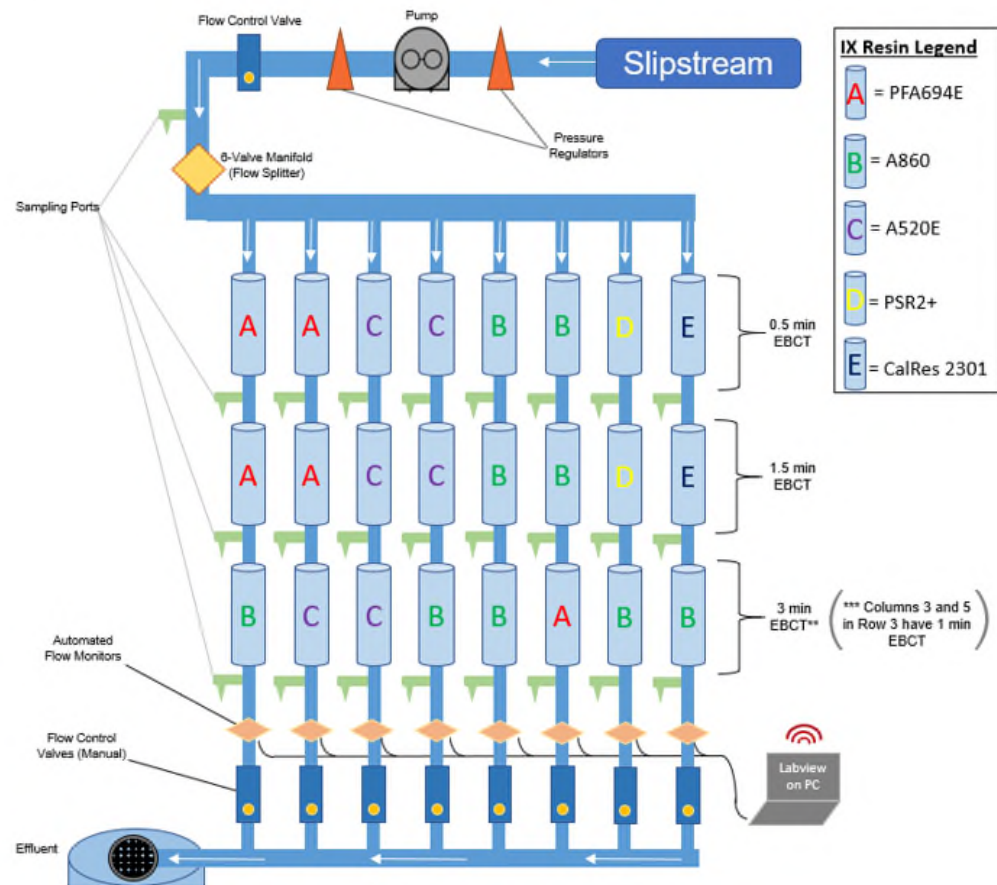 Flow Control Valve
Pump
Slipstream
Pressure
Regulators
6-Valve Manifold
(Flow Splitter)
Sampling Ports
IX Resin Legend
A = PFA694E
B = A860
C = A520E
D = PSR2+
E = CalRes 2301
A A C C B B D E
0.5 min
EBCT
A A C C B B D E
1.5 min
EBCT
B C C B B A B B
3 min
EBCT**
(*** Columns 3 and 5
in Row 3 have 1 min
EBCT)
Automated
Flow Monitors
Flow Control
Valves (Manual)
Labview
on PC
Effluent